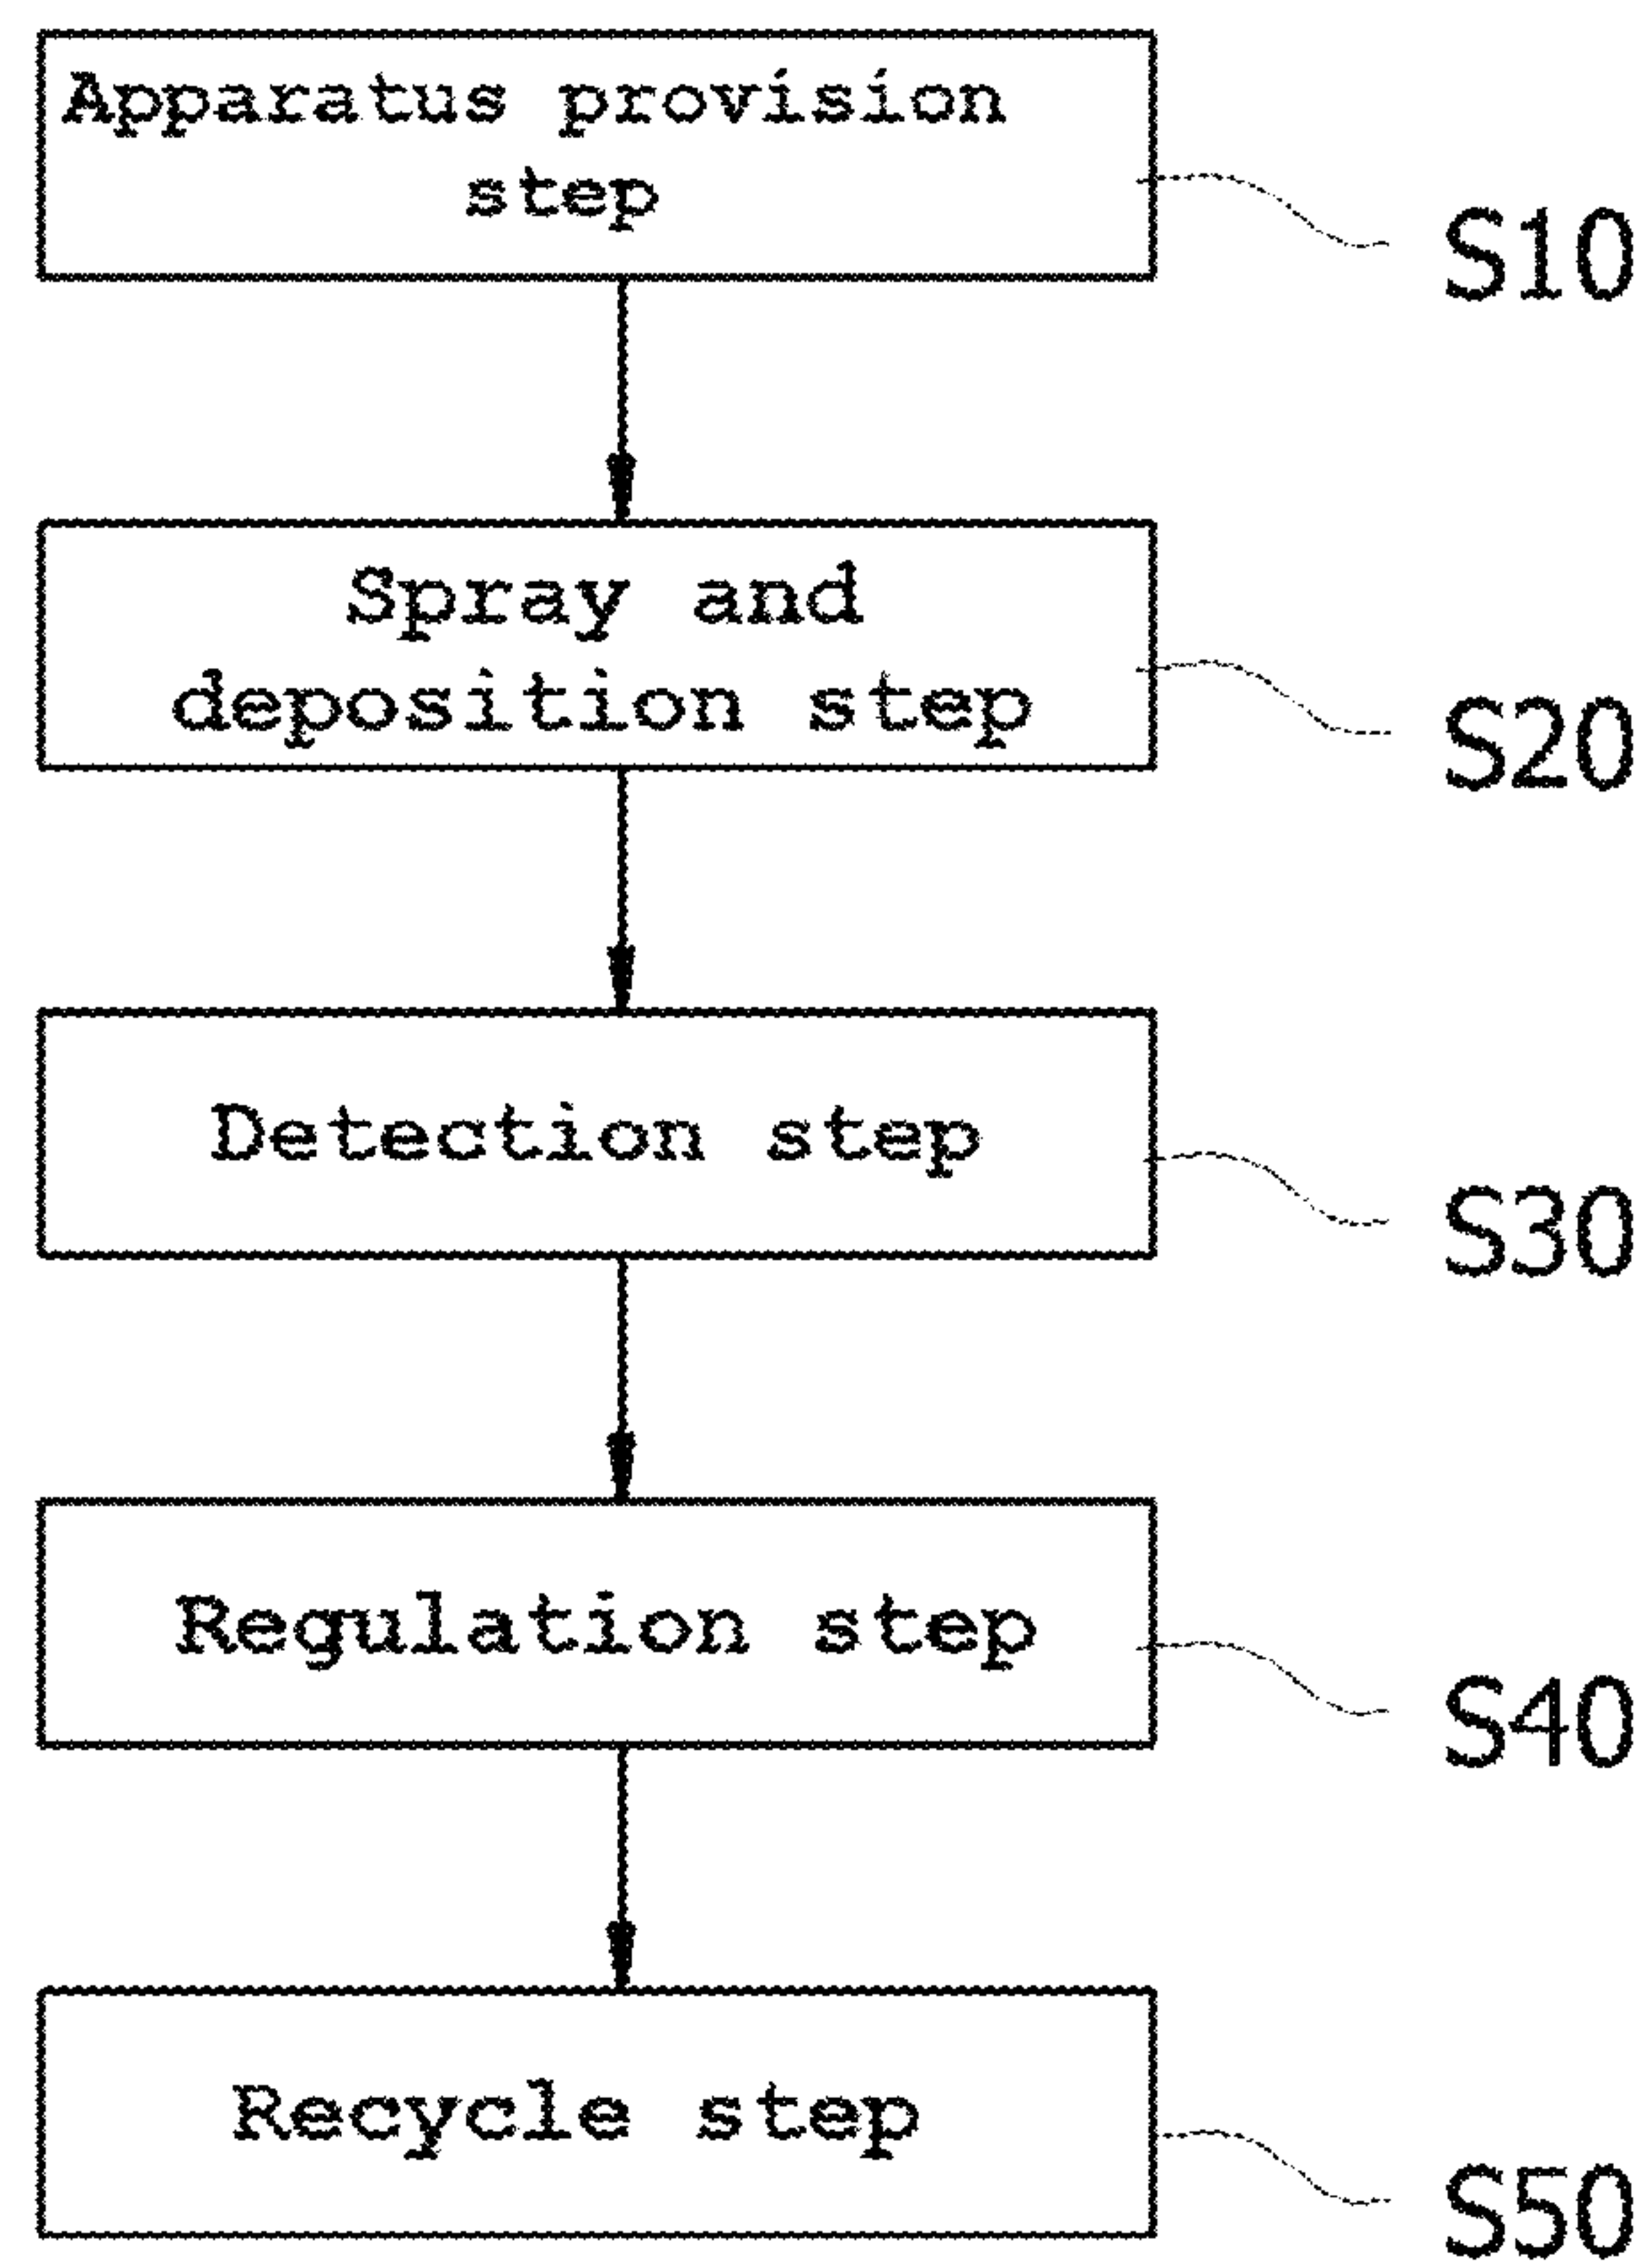 Apparatus provision
step
S10
Spray and
deposition step
S20
Detection step
S30
Regulation step
S40
Recycle step
S50